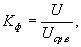 K_ф = U / U_ср.в ,